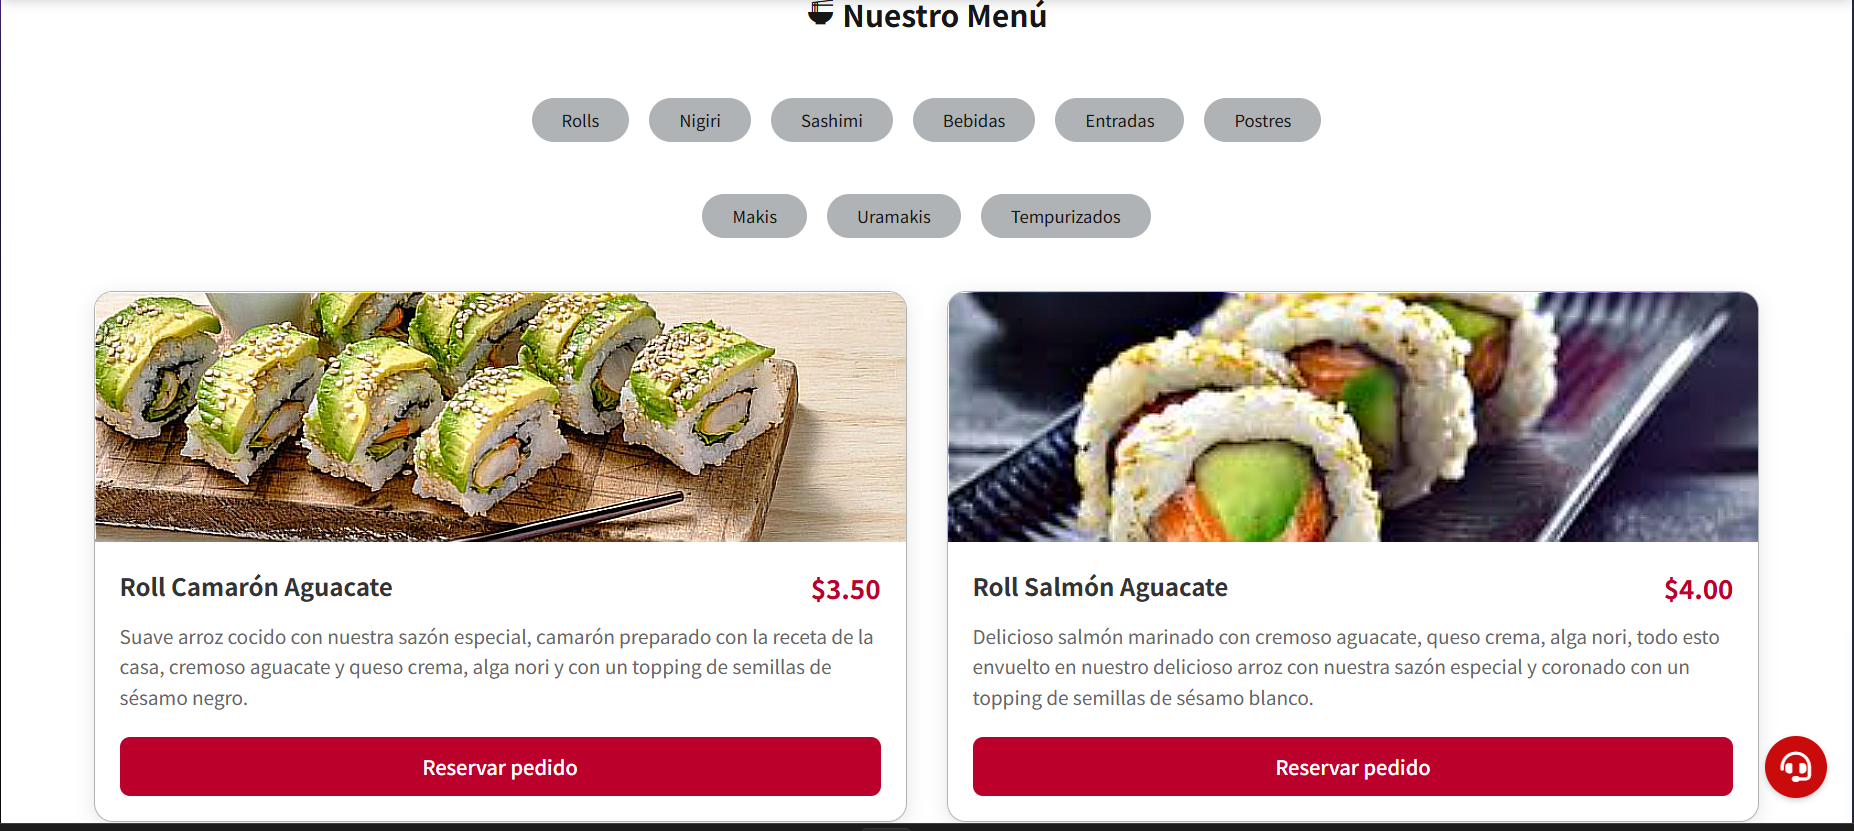 Nuestro Menú
Rolls Nigiri Sashimi Bebidas Entradas Postres
Makis Uramakis Tempurizados
Roll Camarón Aguacate $3.50
Suave arroz cocido con nuestra sazón especial, camarón preparado con la receta de la
casa, cremoso aguacate y queso crema, alga nori y con un topping de semillas de
sésamo negro.
Reservar pedido
Roll Salmón Aguacate $4.00
Delicioso salmón marinado con cremoso aguacate, queso crema, alga nori, todo esto
envuelto en nuestro delicioso arroz con nuestra sazón especial y coronado con un
topping de semillas de sésamo blanco.
Reservar pedido